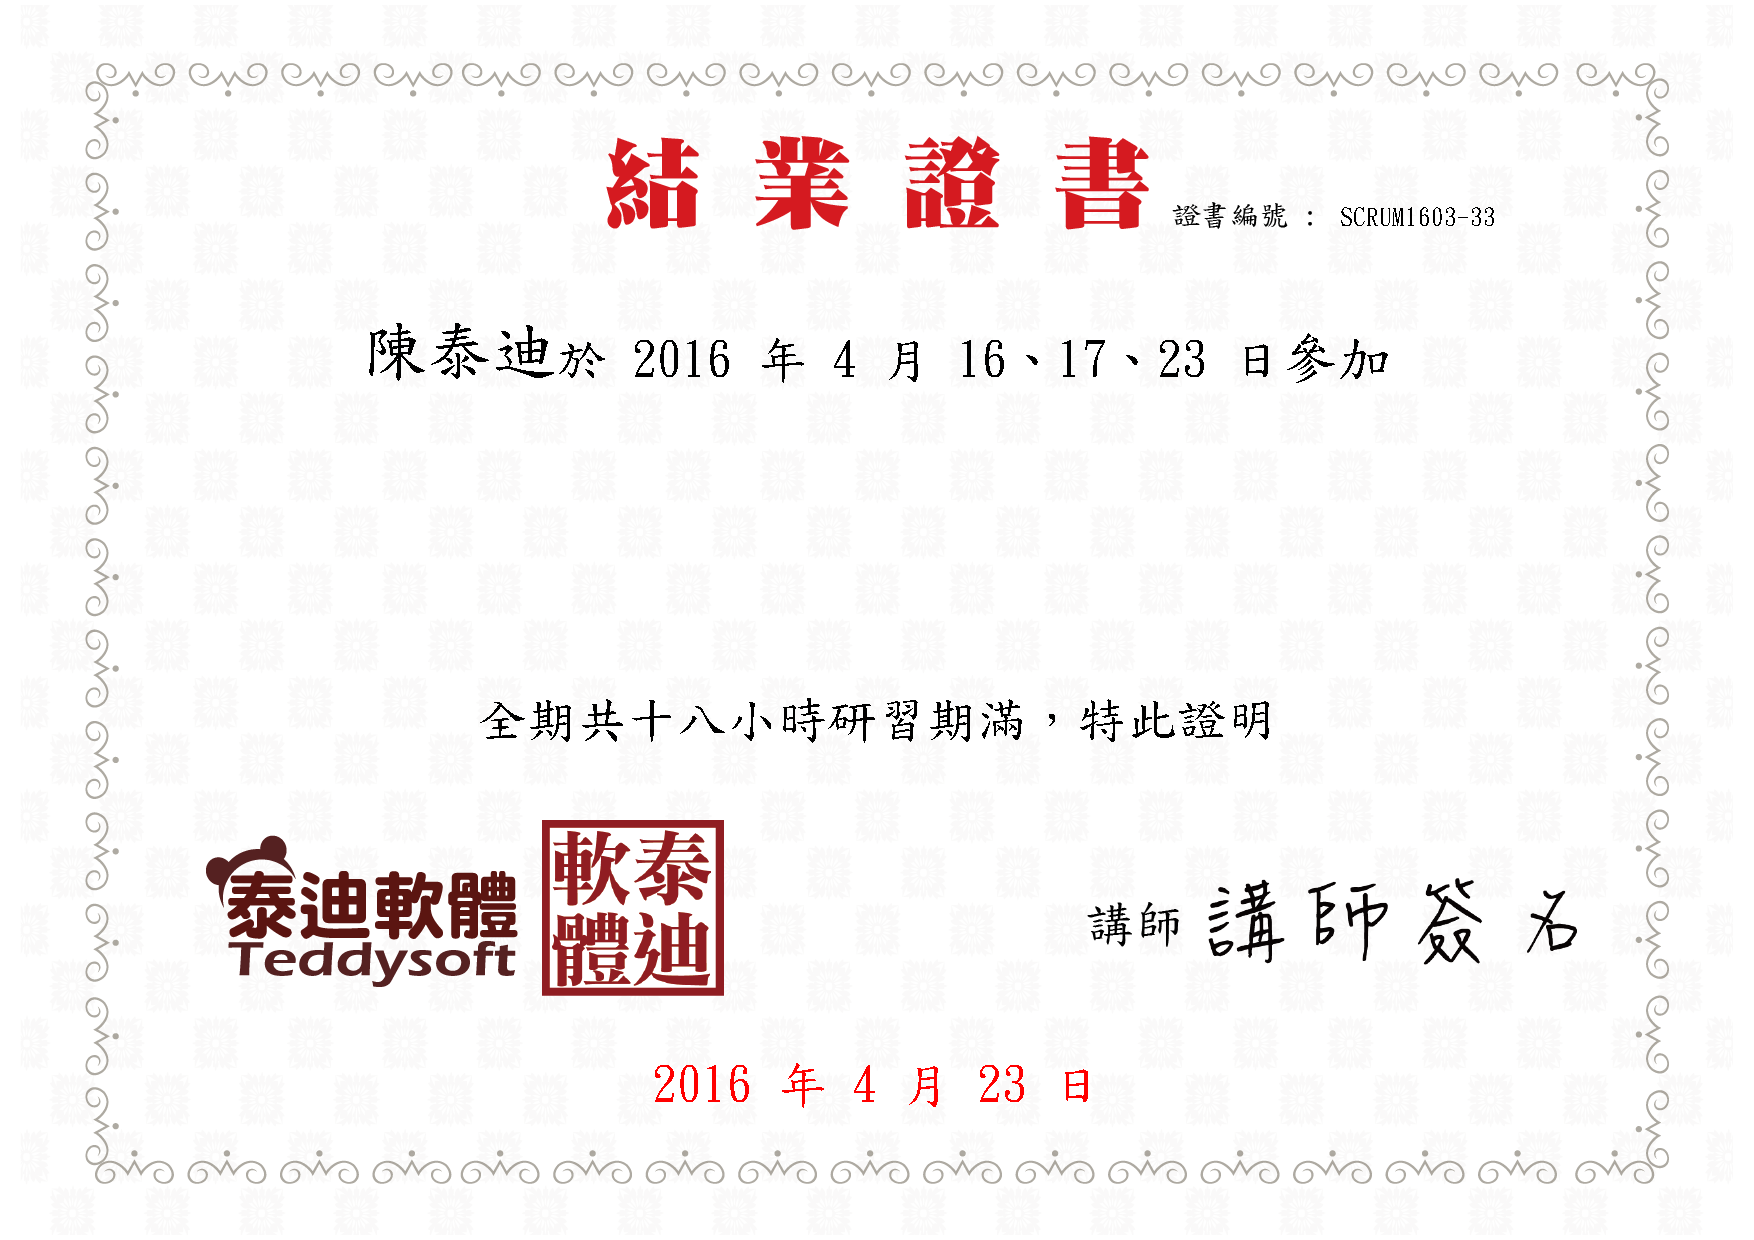 結業證書
證書編號 : SCRUM1603-33
陳泰迪於 2016 年 4 月 16、17、23 日參加
全期共十八小時研習期滿，特此證明
泰迪軟體
Teddysoft
泰迪軟體
講師 講師簽名
2016 年 4 月 23 日